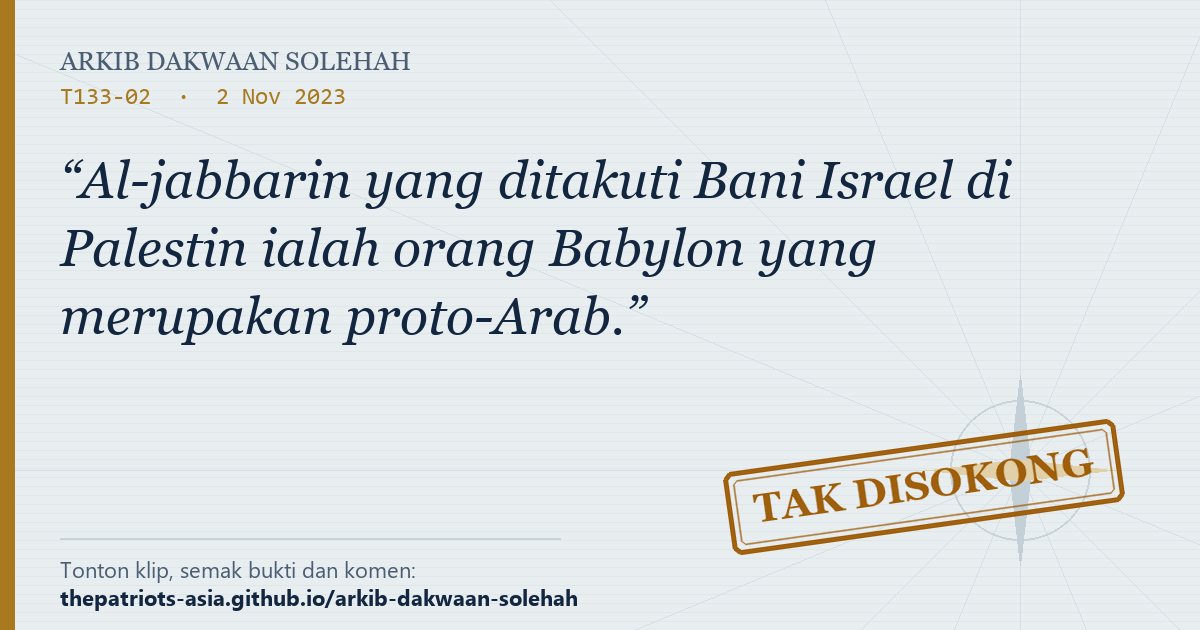 ARKIB DAKWAAN SOLEHAH
T133-02 · 2 Nov 2023
“Al-jabbarin yang ditakuti Bani Israel di
Palestin ialah orang Babylon yang
merupakan proto-Arab.”
TAK DISOKONG
Tonton klip, semak bukti dan komen:
thepatriots-asia.github.io/arkib-dakwaan-solehah